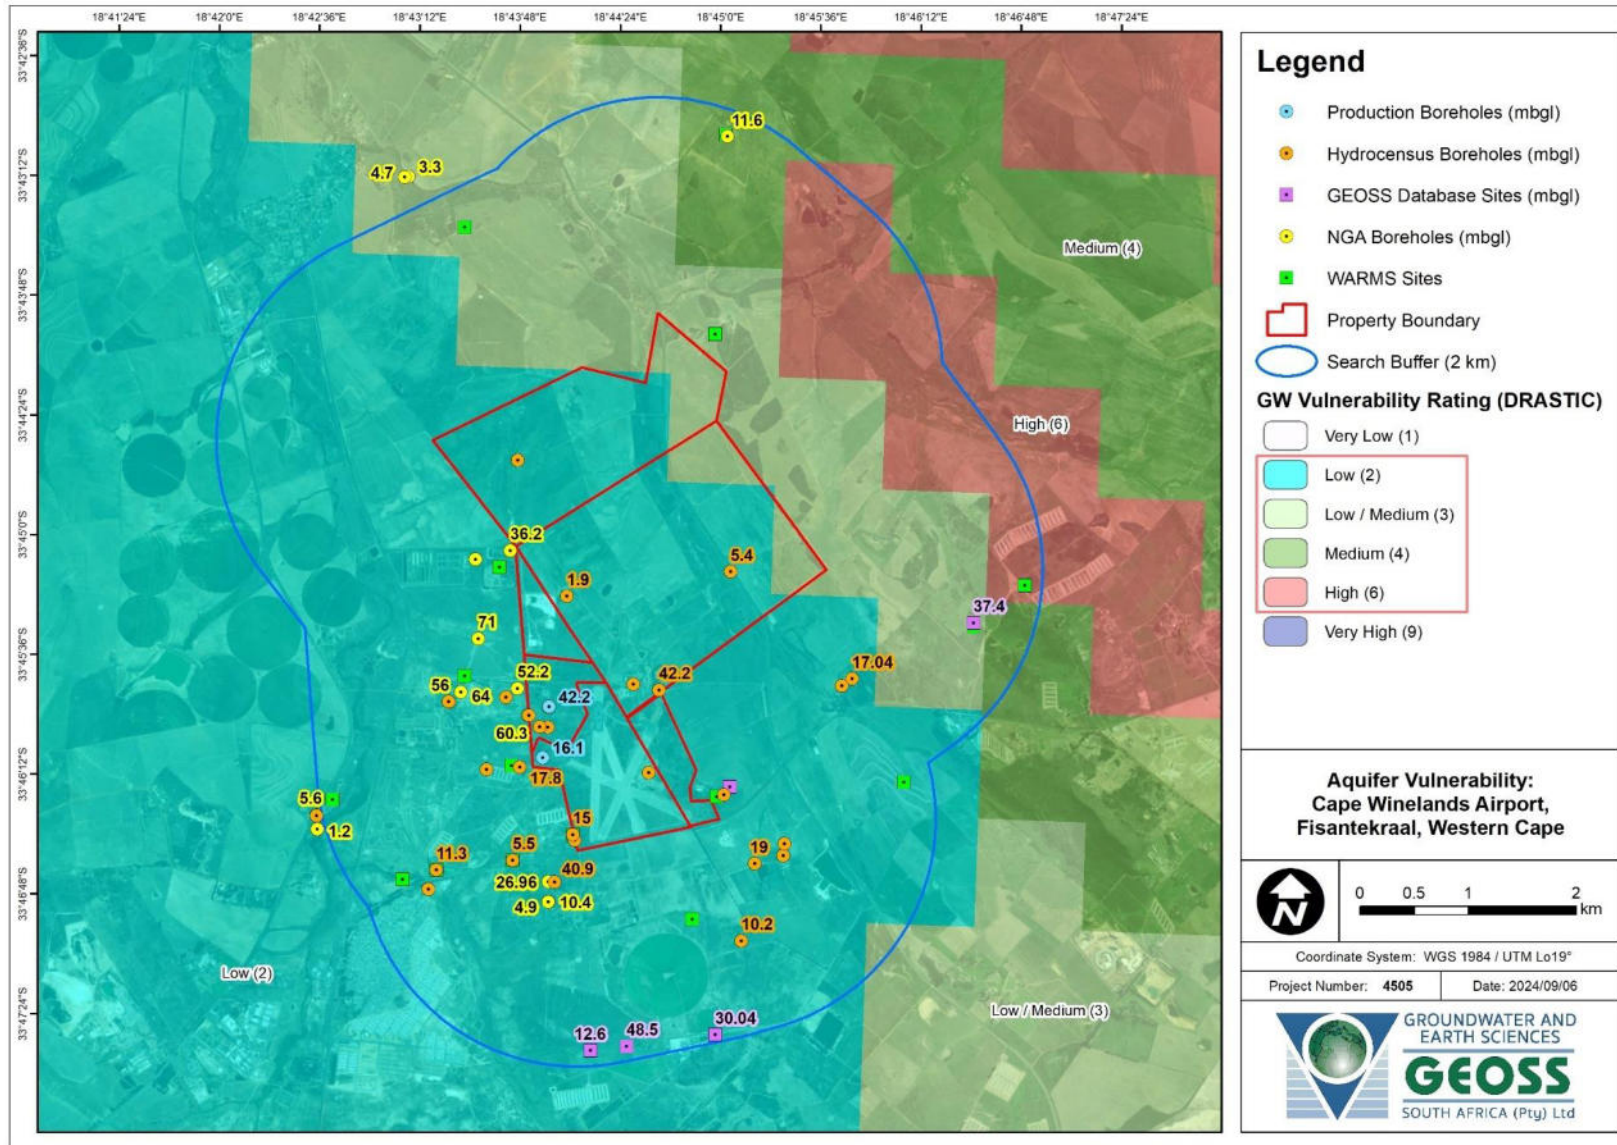 18°41'24"E 18°42'0"E 18°42'36"E 18°43'12"E 18°43'48"E 18°44'24"E 18°45'0"E 18°45'36"E 18°46'12"E 18°46'48"E 18°47'24"E
33°42'36"S
33°43'12"S
33°43'48"S
33°44'24"S
33°45'0"S
33°45'36"S
33°46'12"S
33°46'48"S
33°47'24"S
11.6
4.7 3.3
Medium (4)
High (6)
36.2
5.4
1.9
37.4
71
17.04
52.2
42.2
56
64
42.2
60.3
16.1
17.8
5.6
15
1.2
5.5
19
11.3
40.9
26.96
4.9
10.4
10.2
Low (2)
Low / Medium (3)
30.04
48.5
12.6
Legend
Production Boreholes (mbgl)
Hydrocensus Boreholes (mbgl)
GEOSS Database Sites (mbgl)
NGA Boreholes (mbgl)
WARMS Sites
Property Boundary
Search Buffer (2 km)
GW Vulnerability Rating (DRASTIC)
Very Low (1)
Low (2)
Low / Medium (3)
Medium (4)
High (6)
Very High (9)
Aquifer Vulnerability:
Cape Winelands Airport,
Fisantekraal, Western Cape
N
0 0.5 1 2
km
Coordinate System: WGS 1984 / UTM Lo19°
Project Number: 4505 Date: 2024/09/06
GROUNDWATER AND
EARTH SCIENCES
GEOSS
SOUTH AFRICA (Pty) Ltd